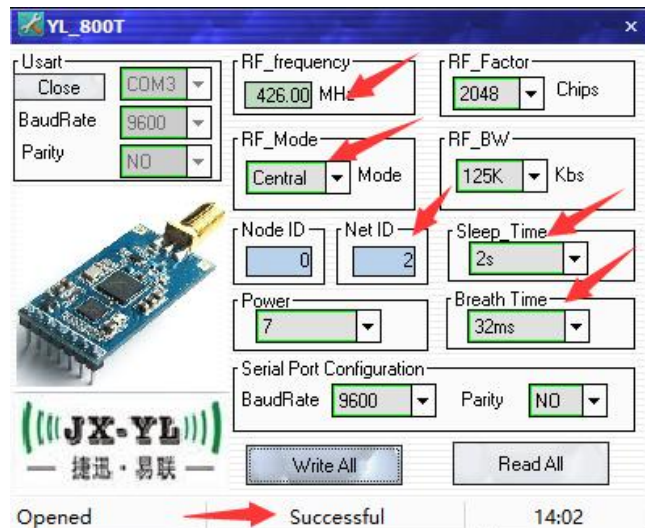 YL_800T
x
Usart
Close COM3
BaudRate 9600
Parity NO
RF_frequency
426.00 MHz
RF_Factor
2048 Chips
RF_Mode
Central Mode
RF_BW
125K Kbs
Node ID
0
Net ID
2
Sleep_Time
2s
Power
7
Breath Time
32ms
Serial Port Configuration
BaudRate 9600 Parity NO
JX-YL
捷迅·易联
Write All Read All
Opened Successful 14:02